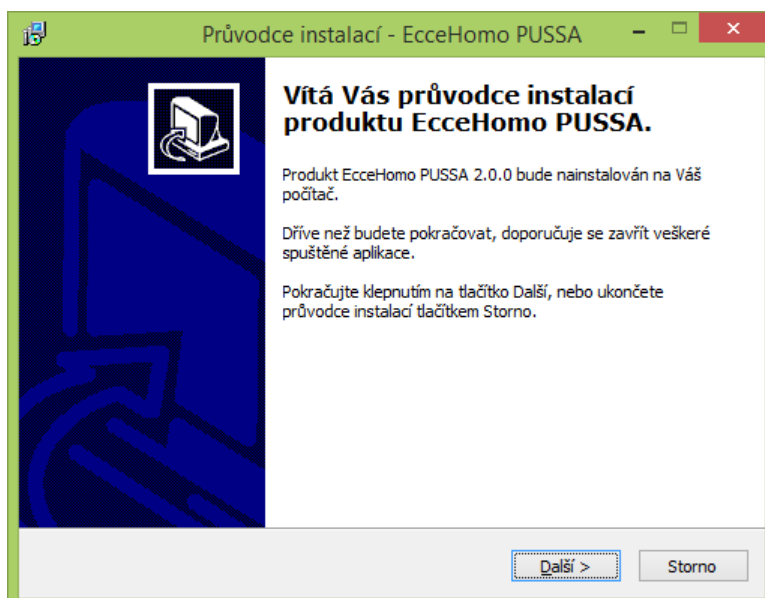 Průvodce instalací - EcceHomo PUSSA
Vítá Vás průvodce instalací
produktu EcceHomo PUSSA.
Produkt EcceHomo PUSSA 2.0.0 bude nainstalován na Váš
počítač.
Dříve než budete pokračovat, doporučuje se zavřít veškeré
spuštěné aplikace.
Pokračujte klepnutím na tlačítko Další, nebo ukončete
průvodce instalací tlačítkem Storno.
Další >
Storno